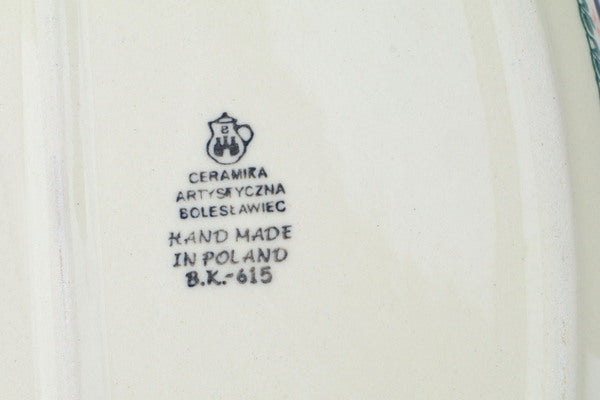 B
CERAMIKA
ARTYSTYCZNA
BOLESŁAWIEC
HAND MADE
IN POLAND
B.K.-615